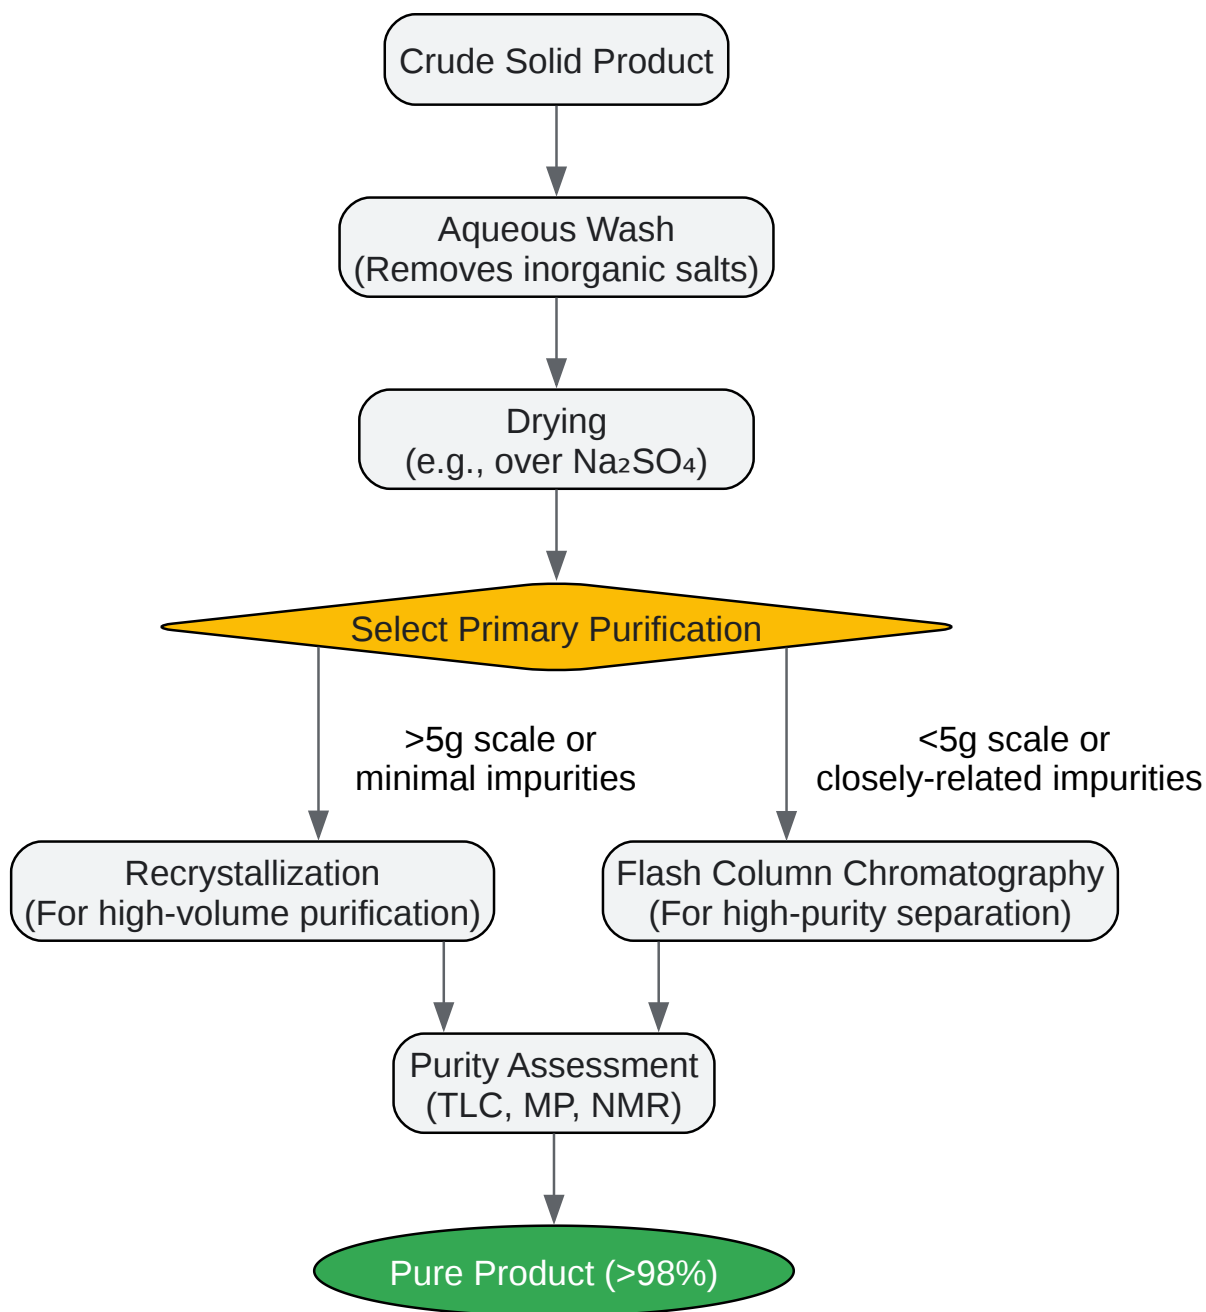 Crude Solid Product
Aqueous Wash
(Removes inorganic salts)
Drying
(e.g., over Na₂SO₄)
Select Primary Purification
>5g scale or
minimal impurities
<5g scale or
closely-related impurities
Recrystallization
(For high-volume purification)
Flash Column Chromatography
(For high-purity separation)
Purity Assessment
(TLC, MP, NMR)
Pure Product (>98%)